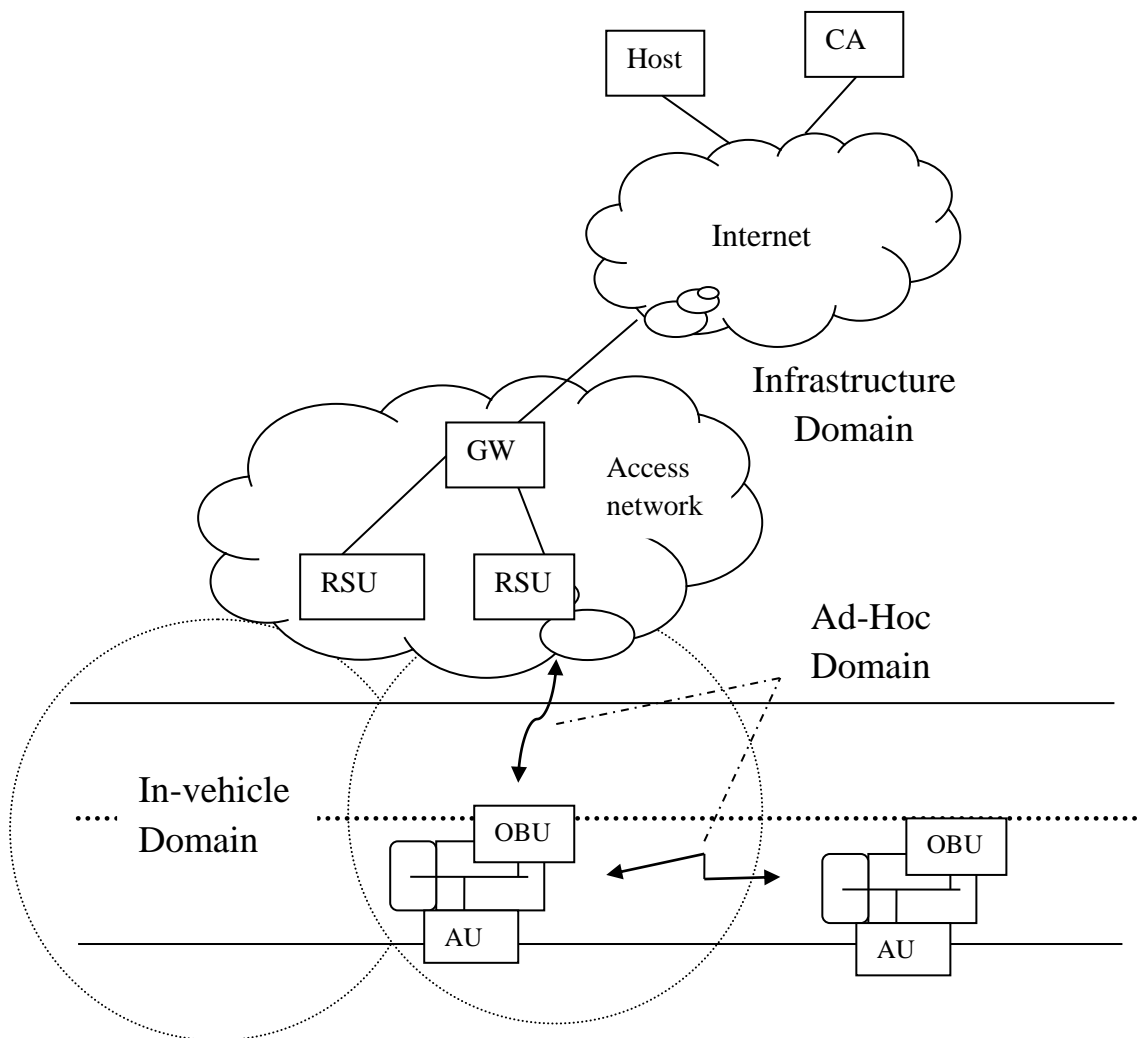 Host
CA
Internet
Infrastructure
Domain
GW
Access
network
RSU
RSU
Ad-Hoc
Domain
In-vehicle
Domain
OBU
OBU
AU
AU